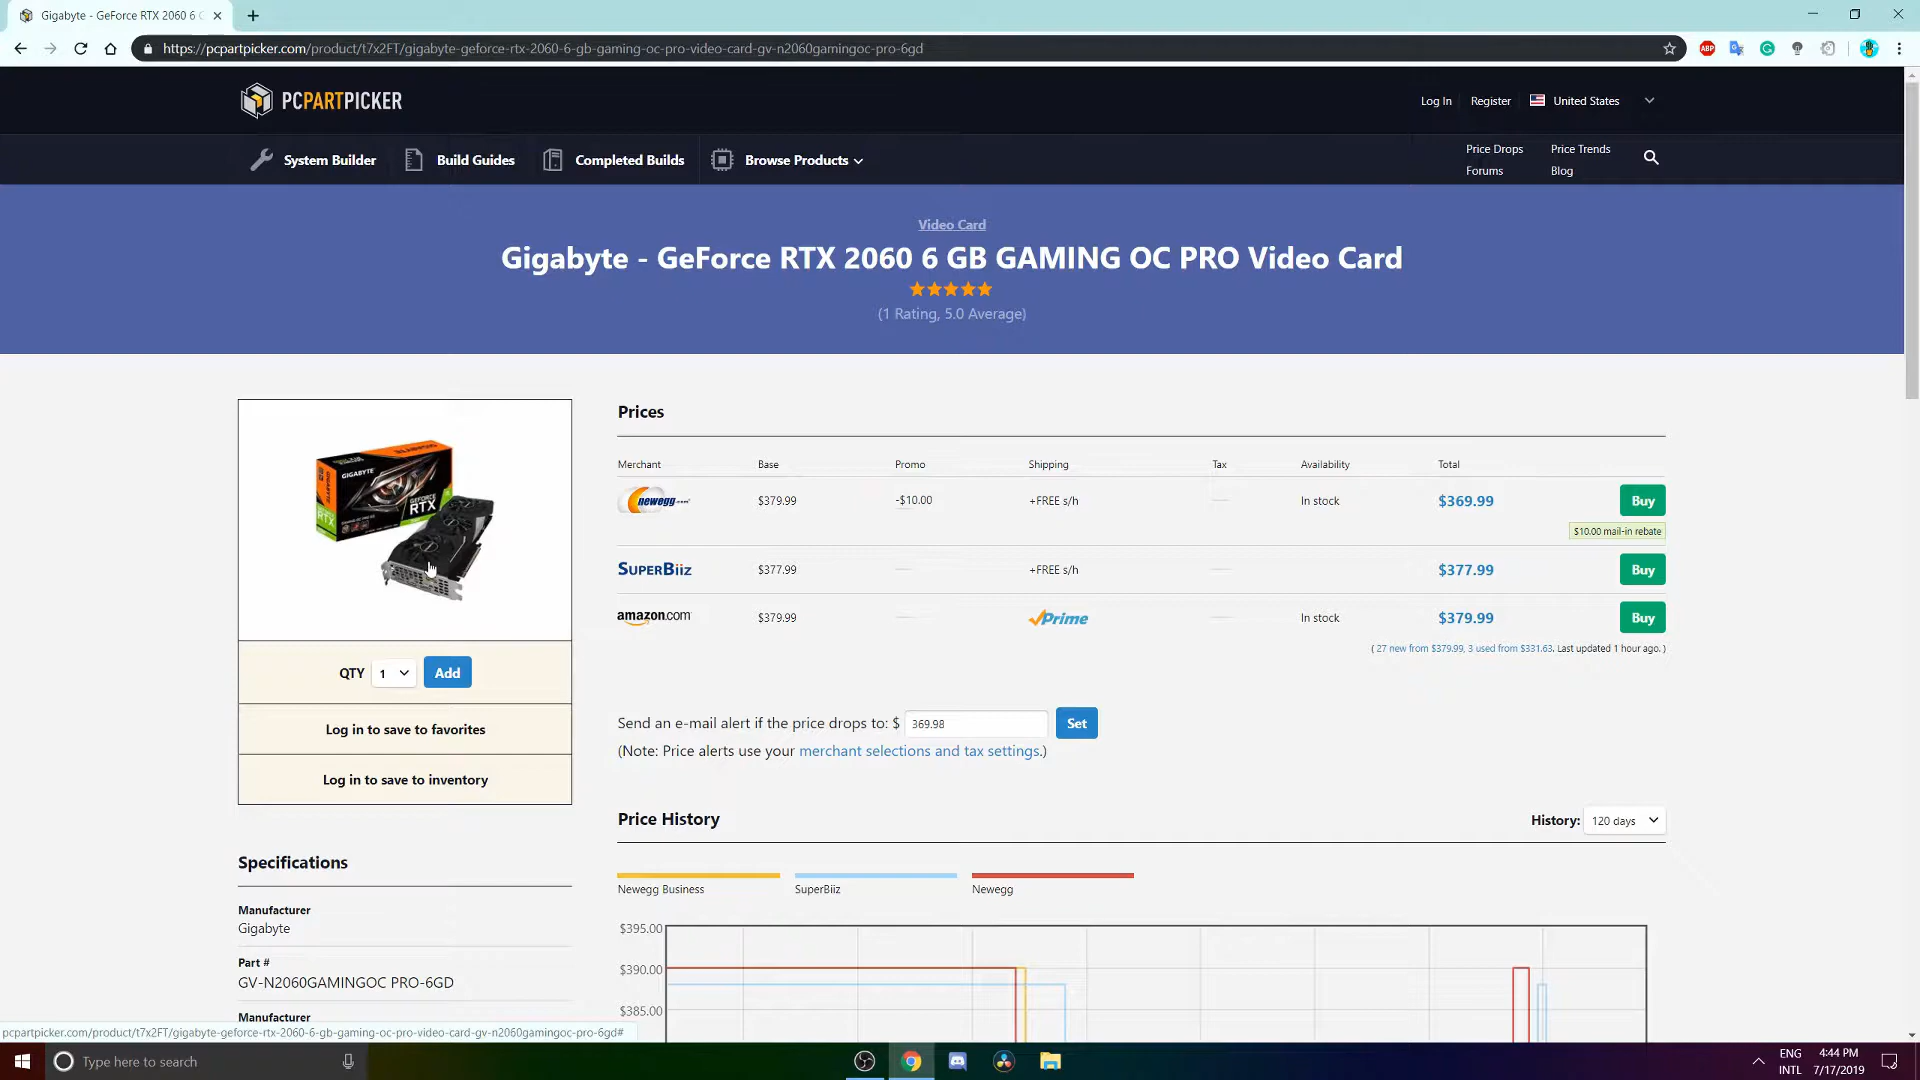 Gigabyte - GeForce RTX 2060 6 G
https://pcpartpicker.com/product/t7x2FT/gigabyte-geforce-rtx-2060-6-gb-gaming-oc-pro-video-card-gv-n2060gamingoc-pro-6gd
ABP
PCPARTPICKER
Log In
Register
United States
System Builder
Build Guides
Completed Builds
Browse Products
Price Drops
Price Trends
Forums
Blog
Video Card
Gigabyte - GeForce RTX 2060 6 GB GAMING OC PRO Video Card
(1 Rating, 5.0 Average)
GIGABYTE
GEFORCE
RTX
RTX
Prices
Merchant Base Promo Shipping Tax Availability Total
newegg.com $379.99 -$10.00 +FREE s/h In stock $369.99 Buy
$10.00 mail-in rebate
SUPERBiiz $377.99 +FREE s/h $377.99 Buy
amazon.com $379.99 Prime In stock $379.99 Buy
( 27 new from $379.99, 3 used from $331.63. Last updated 1 hour ago. )
QTY 1 Add
Log in to save to favorites
Log in to save to inventory
Send an e-mail alert if the price drops to: $ 369.98 Set
(Note: Price alerts use your merchant selections and tax settings.)
Price History
History: 120 days
Newegg Business
SuperBiiz
Newegg
$395.00
$390.00
$385.00
Specifications
Manufacturer
Gigabyte
Part #
GV-N2060GAMINGOC PRO-6GD
Manufacturer
pcpartpicker.com/product/t7x2FT/gigabyte-geforce-rtx-2060-6-gb-gaming-oc-pro-video-card-gv-n2060gamingoc-pro-6gd#
Type here to search
ENG
INTL
4:44 PM
7/17/2019